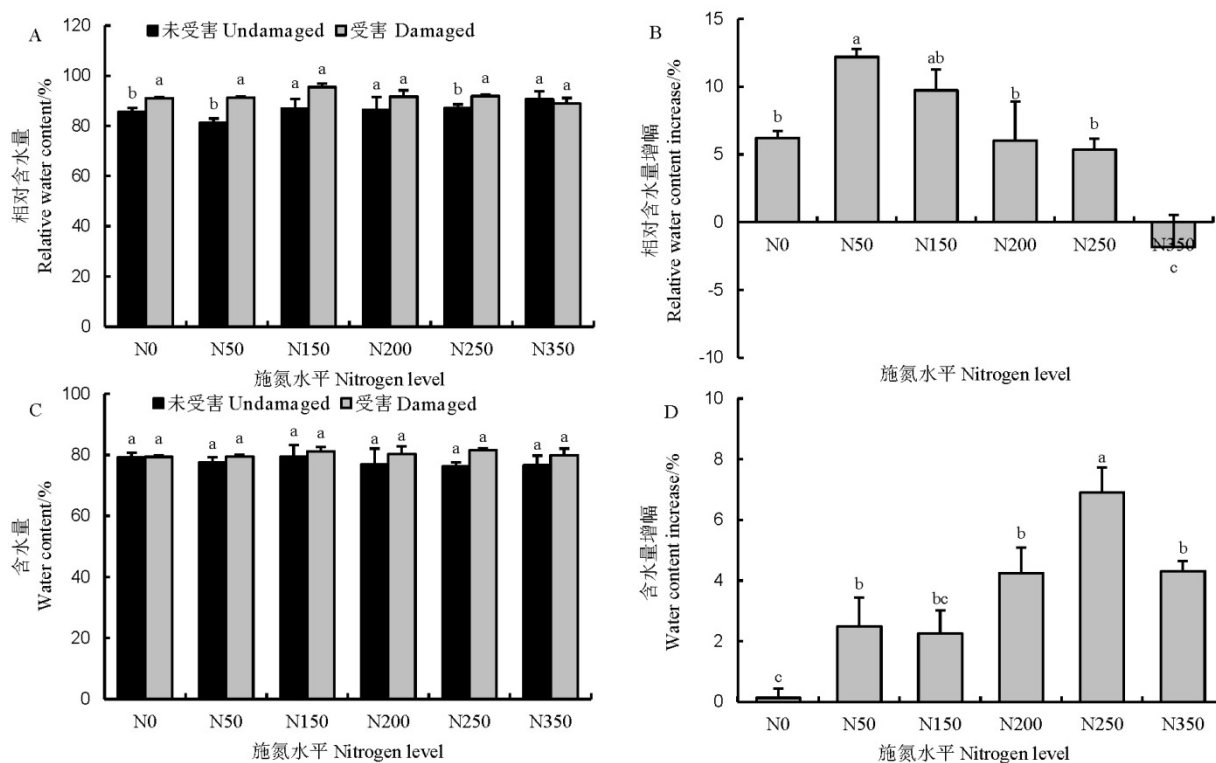 A
未受害 Undamaged 受害 Damaged
相对含水量
Relative water content/%
120
100
80
60
40
20
0
b a b a a a a a b a a a
N0 N50 N150 N200 N250 N350
施氮水平 Nitrogen level
B
相对含水量增幅
Relative water content increase/%
15
10
5
0
-5
-10
b a ab b b c
N0 N50 N150 N200 N250 N350
施氮水平 Nitrogen level
C
未受害 Undamaged 受害 Damaged
含水量
Water content/%
100
80
60
40
20
0
a a a a a a a a a a a a
N0 N50 N150 N200 N250 N350
施氮水平 Nitrogen level
D
含水量增幅
Water content increase/%
10
8
6
4
2
0
c b bc b a b
N0 N50 N150 N200 N250 N350
施氮水平 Nitrogen level